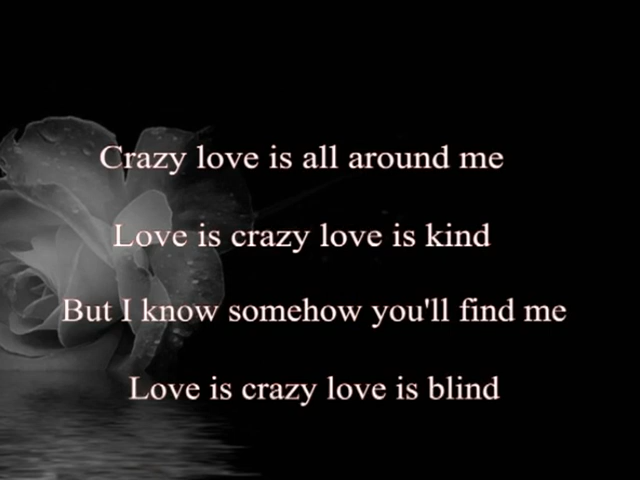 Crazy love is all around me
Love is crazy love is kind
But I know somehow you'll find me
Love is crazy love is blind